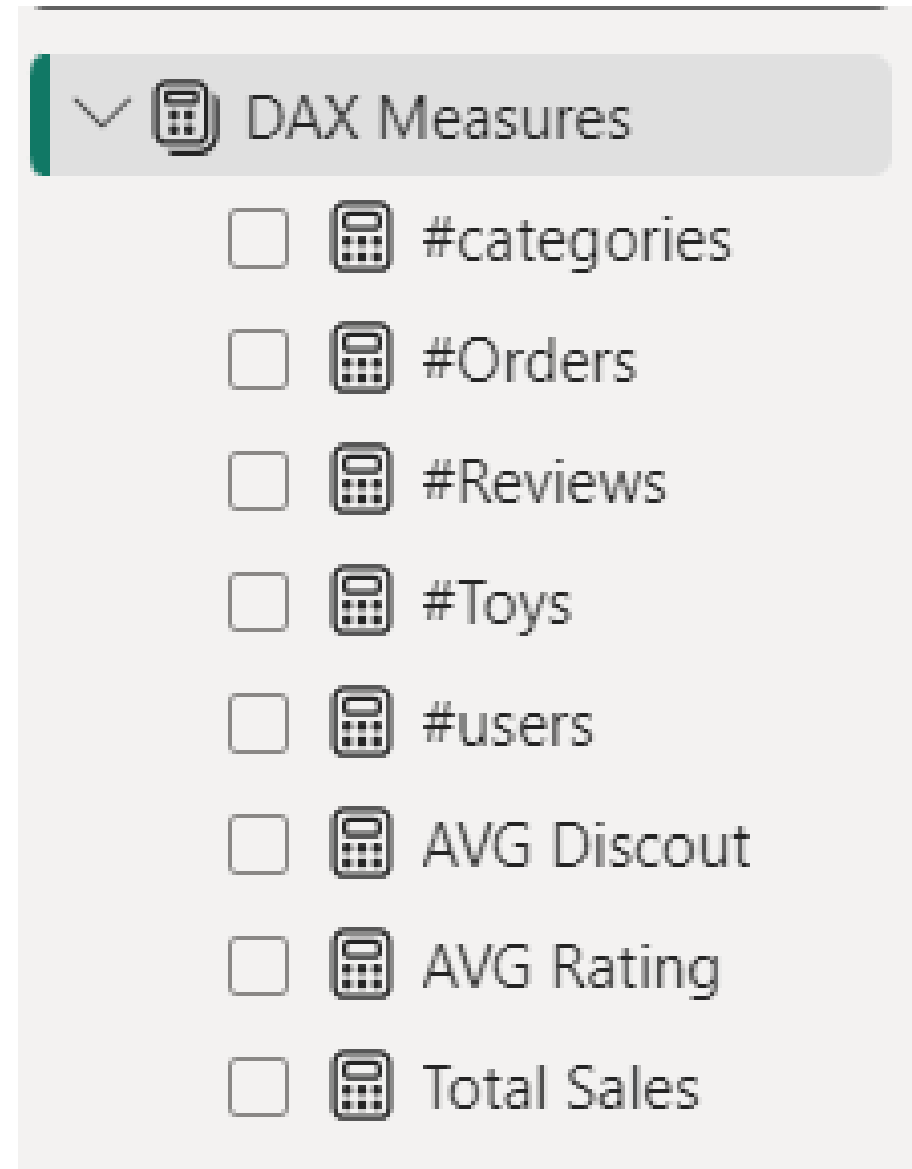 DAX Measures
#categories
#Orders
#Reviews
#Toys
#users
AVG Discout
AVG Rating
Total Sales